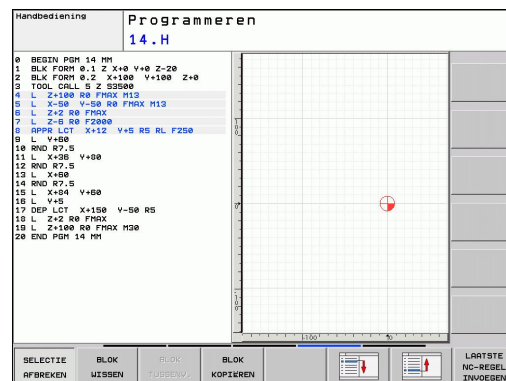 Handbediening
Programmeren
14.H
0 BEGIN PGM 14 MM
1 BLK FORM 0.1 Z X+0 Y+0 Z-20
2 BLK FORM 0.2 X+100 Y+100 Z+0
3 TOOL CALL 5 Z S3500
4 L Z+100 R0 FMAX M13
5 L X-50 Y-50 R0 FMAX M13
6 L Z+2 R0 FMAX
7 L Z-6 R0 F2000
8 APPR LCT X+12 Y+5 R5 RL F250
9 L Y+60
10 RND R7.5
11 L X+36 Y+80
12 RND R7.5
13 L X+60
14 RND R7.5
15 L X+84 Y+60
16 L Y+5
17 DEP LCT X+150 Y-50 R5
18 L Z+2 R0 FMAX
19 L Z+100 R0 FMAX M30
20 END PGM 14 MM
-100
SELECTIE AFBREKEN
BLOK WISSEN
BLOK TUSSENV.
BLOK KOPIËREN
LAATSTE NC-REGEL INVOEGEN